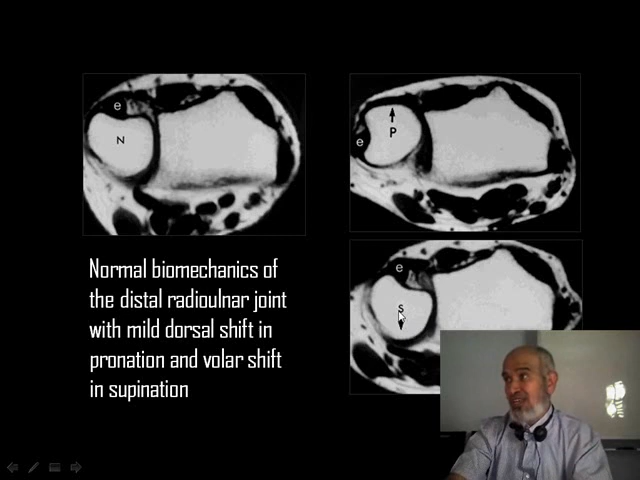 e
N
e
P
e
S
Normal biomechanics of
the distal radioulnar joint
with mild dorsal shift in
pronation and volar shift
in supination